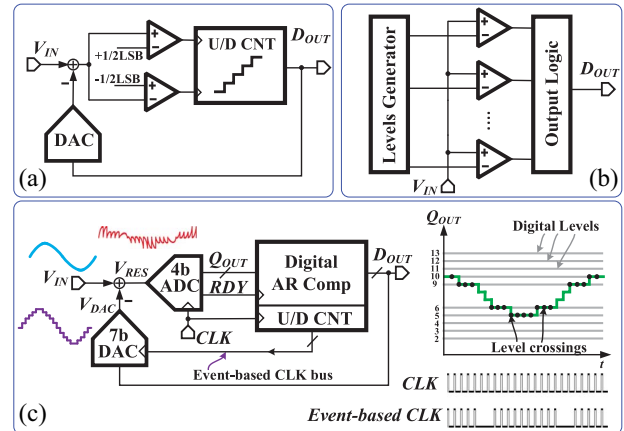 V_IN
+1/2LSB
-1/2LSB
+
−
+
−
U/D CNT
D_OUT
−
DAC
(a)
Levels Generator
+
−
+
−
....
+
−
V_IN
Output Logic
D_OUT
(b)
V_IN
V_RES
V_DAC
−
4b
ADC
Q_OUT
RDY
CLK
Digital
AR Comp
U/D CNT
D_OUT
7b
DAC
Event-based CLK bus
(c)
Q_OUT
Digital Levels
13
12
11
10
9
6
5
4
3
2
Level crossings
t
CLK
Event-based CLK